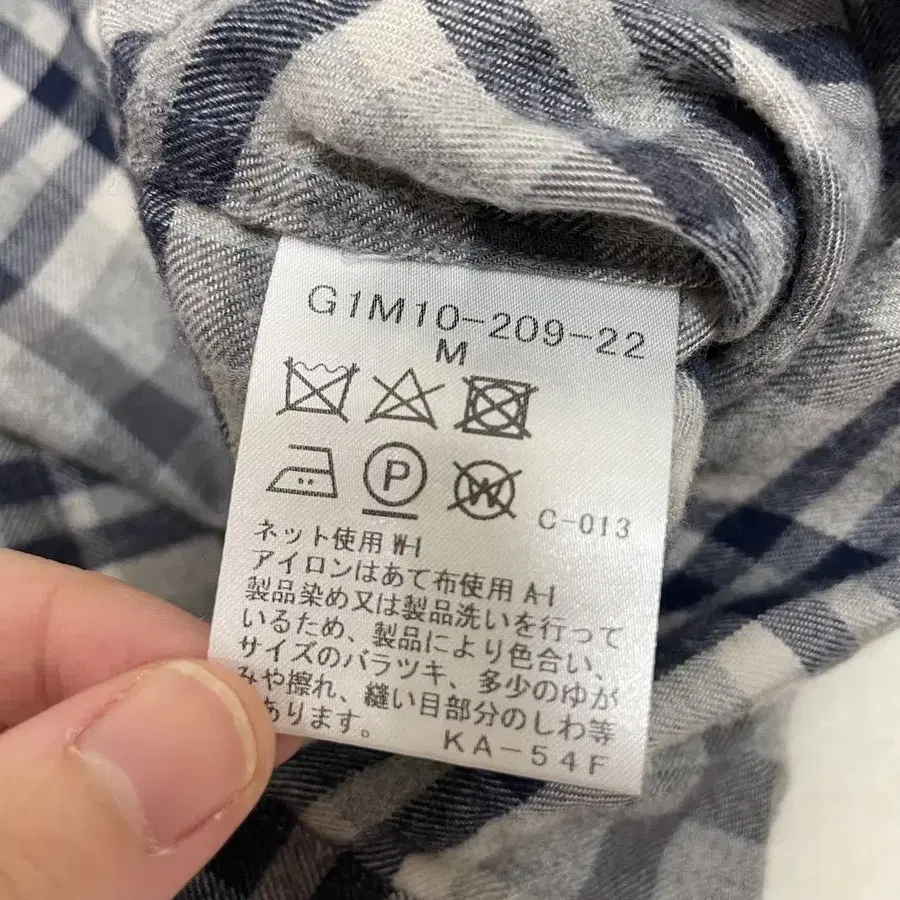 G1M10-209-22
M
P
W
C-013
ネット使用 W-1
アイロンはあて布使用 A-1
製品染め又は製品洗いを行って
いるため、製品により色合い、
サイズのバラツキ、多少のゆが
みや擦れ、縫い目部分のしわ等
あります。 KA-54F